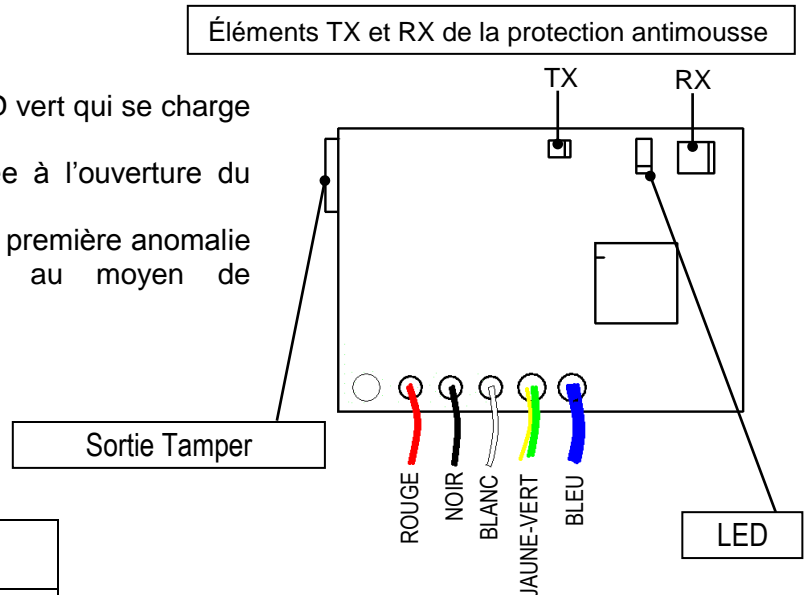 Éléments TX et RX de la protection antimousse
TX
RX
vert qui se charge
à l'ouverture du
première anomalie
au moyen de
Sortie Tamper
ROUGE
NOIR
BLANC
JAUNE-VERT
BLEU
LED